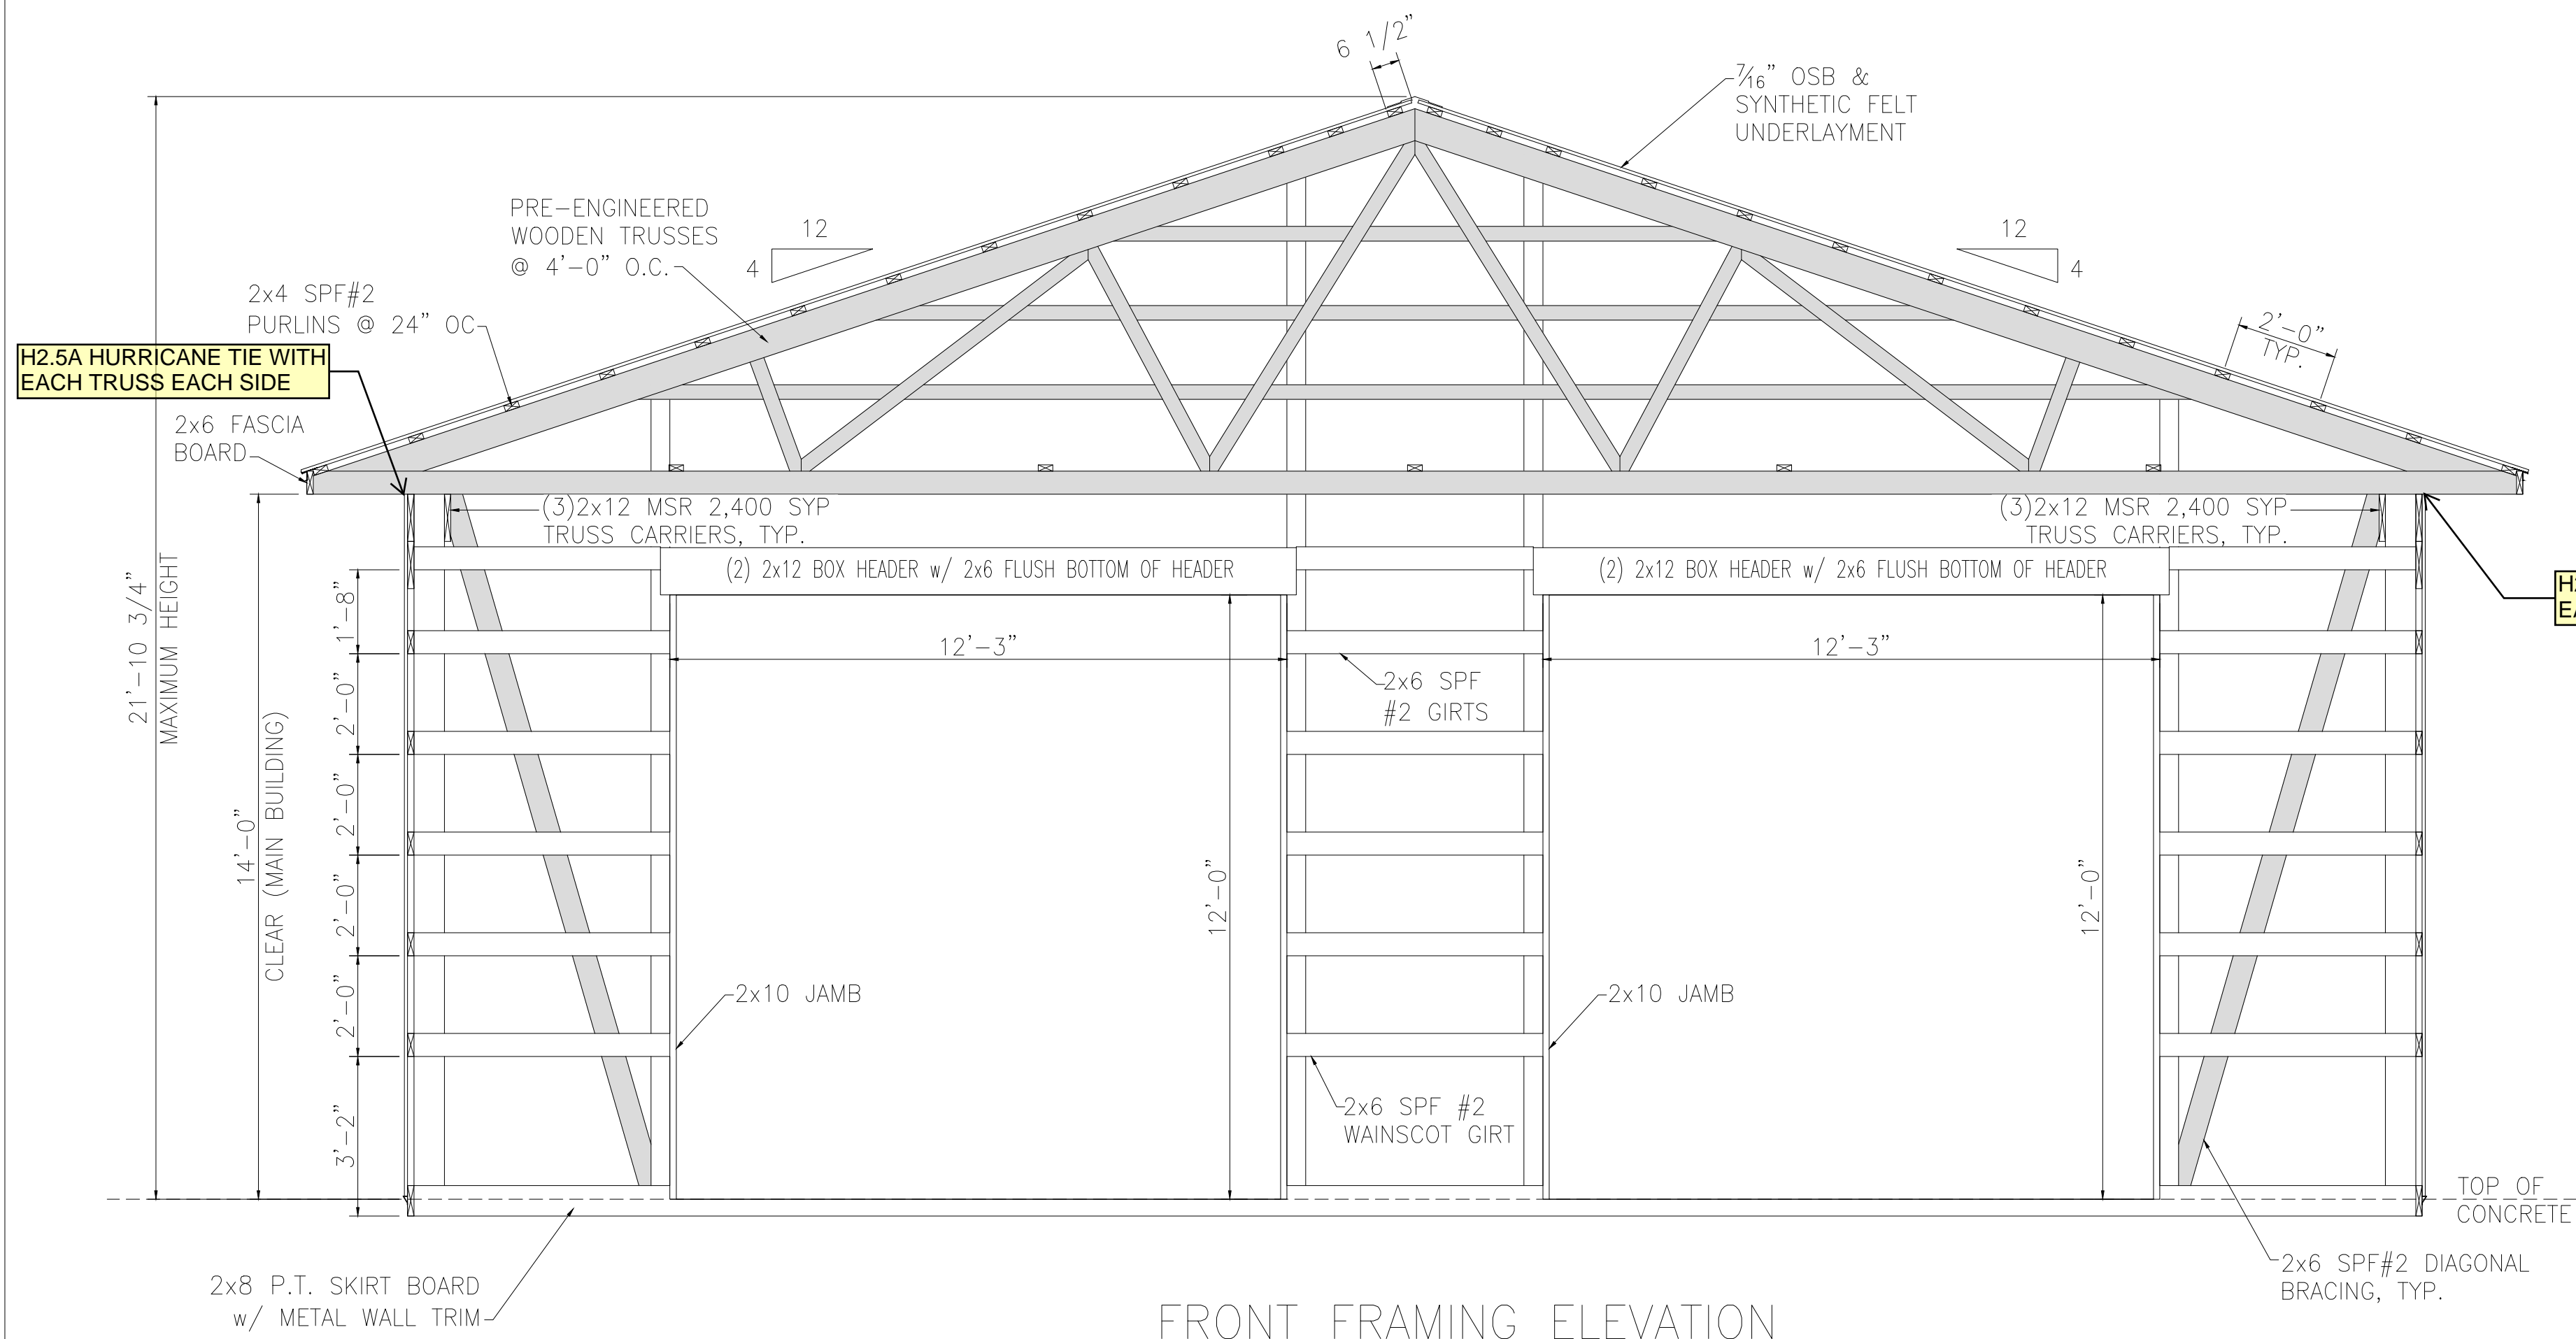 6 1/2"
7/16" OSB &
SYNTHETIC FELT
UNDERLAYMENT
PRE-ENGINEERED
WOODEN TRUSSES
@ 4'-0" O.C.
12
4
12
4
2x4 SPF#2
PURLINS @ 24" OC
2'-0"
TYP.
H2.5A HURRICANE TIE WITH
EACH TRUSS EACH SIDE
2x6 FASCIA
BOARD
(3)2x12 MSR 2,400 SYP
TRUSS CARRIERS, TYP.
(3)2x12 MSR 2,400 SYP
TRUSS CARRIERS, TYP.
(2) 2x12 BOX HEADER w/ 2x6 FLUSH BOTTOM OF HEADER
(2) 2x12 BOX HEADER w/ 2x6 FLUSH BOTTOM OF HEADER
21'-10 3/4"
MAXIMUM HEIGHT
14'-0"
CLEAR (MAIN BUILDING)
1'-8"
2'-0"
2'-0"
2'-0"
2'-0"
3'-2"
12'-3"
12'-3"
2x6 SPF
#2 GIRTS
12'-0"
12'-0"
2x10 JAMB
2x10 JAMB
2x6 SPF #2
WAINSCOT GIRT
TOP OF
CONCRETE
2x6 SPF#2 DIAGONAL
BRACING, TYP.
2x8 P.T. SKIRT BOARD
w/ METAL WALL TRIM
FRONT FRAMING ELEVATION